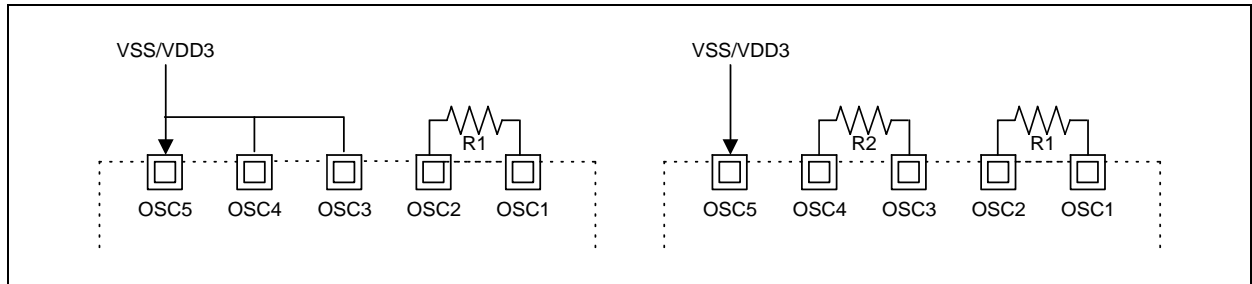 VSS/VDD3 VSS/VDD3
R1 R2 R1
OSC5 OSC4 OSC3 OSC2 OSC1 OSC5 OSC4 OSC3 OSC2 OSC1